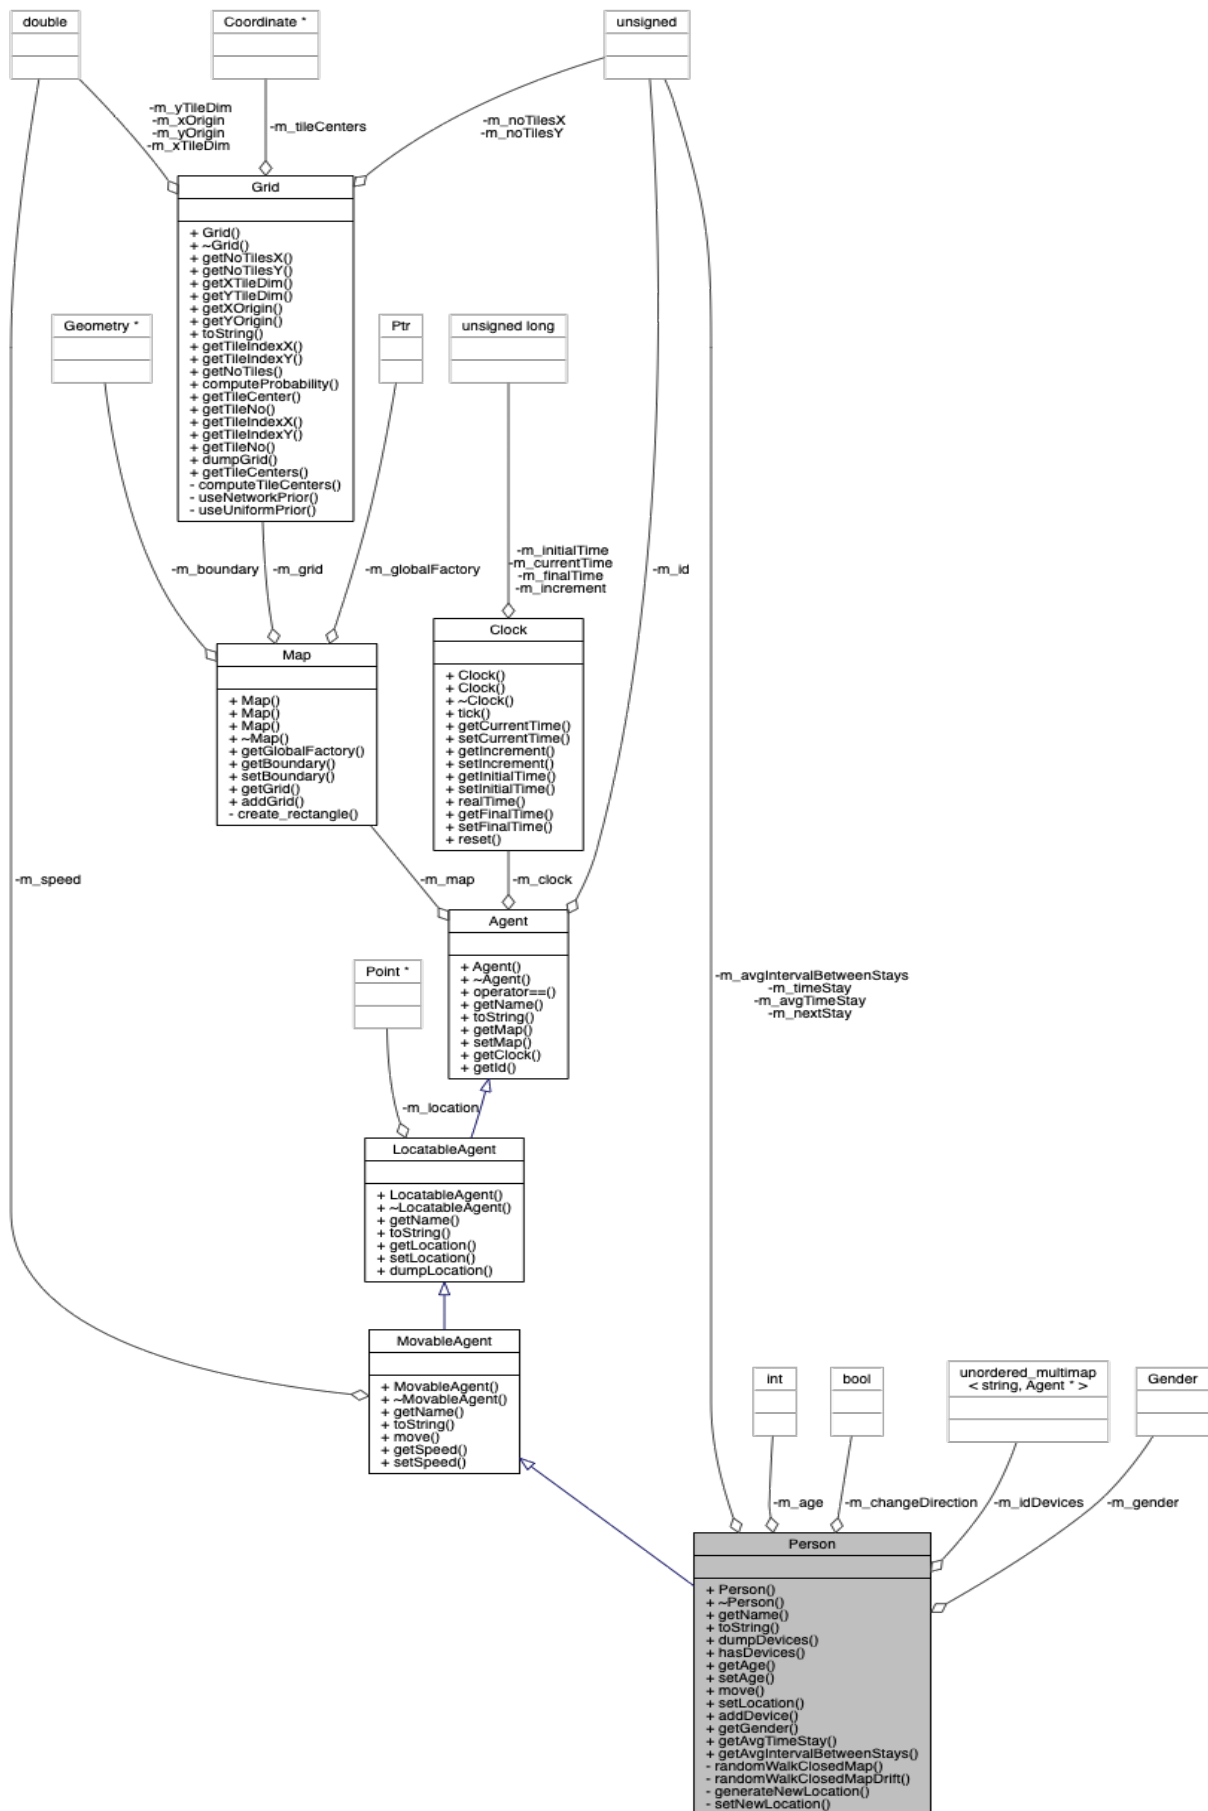 double
Coordinate *
unsigned
-m_yTileDim
-m_xOrigin
-m_yOrigin
-m_xTileDim
-m_tileCenters
-m_noTilesX
-m_noTilesY
Grid
+ Grid()
+ ~Grid()
+ getNoTilesX()
+ getNoTilesY()
+ getXTileDim()
+ getYTileDim()
+ getXOrigin()
+ getYOrigin()
+ toString()
+ getTileIndexX()
+ getTileIndexY()
+ getNoTiles()
+ computeProbability()
+ getTileCenter()
+ getTileNo()
+ getTileIndexX()
+ getTileIndexY()
+ getTileNo()
+ dumpGrid()
+ getTileCenters()
- computeTileCenters()
- useNetworkPrior()
- useUniformPrior()
Geometry *
Ptr
unsigned long
-m_boundary
-m_grid
-m_globalFactory
-m_initialTime
-m_currentTime
-m_finalTime
-m_increment
-m_id
Map
+ Map()
+ Map()
+ Map()
+ ~Map()
+ getGlobalFactory()
+ getBoundary()
+ setBoundary()
+ getGrid()
+ addGrid()
- create_rectangle()
Clock
+ Clock()
+ Clock()
+ ~Clock()
+ tick()
+ getCurrentTime()
+ setCurrentTime()
+ getIncrement()
+ setIncrement()
+ getInitialTime()
+ setInitialTime()
+ realTime()
+ getFinalTime()
+ setFinalTime()
+ reset()
-m_speed
-m_map
-m_clock
Agent
+ Agent()
+ ~Agent()
+ operator==()
+ getName()
+ toString()
+ getMap()
+ setMap()
+ getClock()
+ getId()
Point *
-m_avgIntervalBetweenStays
-m_timeStay
-m_avgTimeStay
-m_nextStay
-m_location
LocatableAgent
+ LocatableAgent()
+ ~LocatableAgent()
+ getName()
+ toString()
+ getLocation()
+ setLocation()
+ dumpLocation()
MovableAgent
+ MovableAgent()
+ ~MovableAgent()
+ getName()
+ toString()
+ move()
+ getSpeed()
+ setSpeed()
int
bool
unordered_multimap
< string, Agent * >
Gender
-m_age
-m_changeDirection
-m_idDevices
-m_gender
Person
+ Person()
+ ~Person()
+ getName()
+ toString()
+ dumpDevices()
+ hasDevices()
+ getAge()
+ setAge()
+ move()
+ setLocation()
+ addDevice()
+ getGender()
+ getAvgTimeStay()
+ getAvgIntervalBetweenStays()
- randomWalkClosedMap()
- randomWalkClosedMapDrift()
- generateNewLocation()
- setNewLocation()